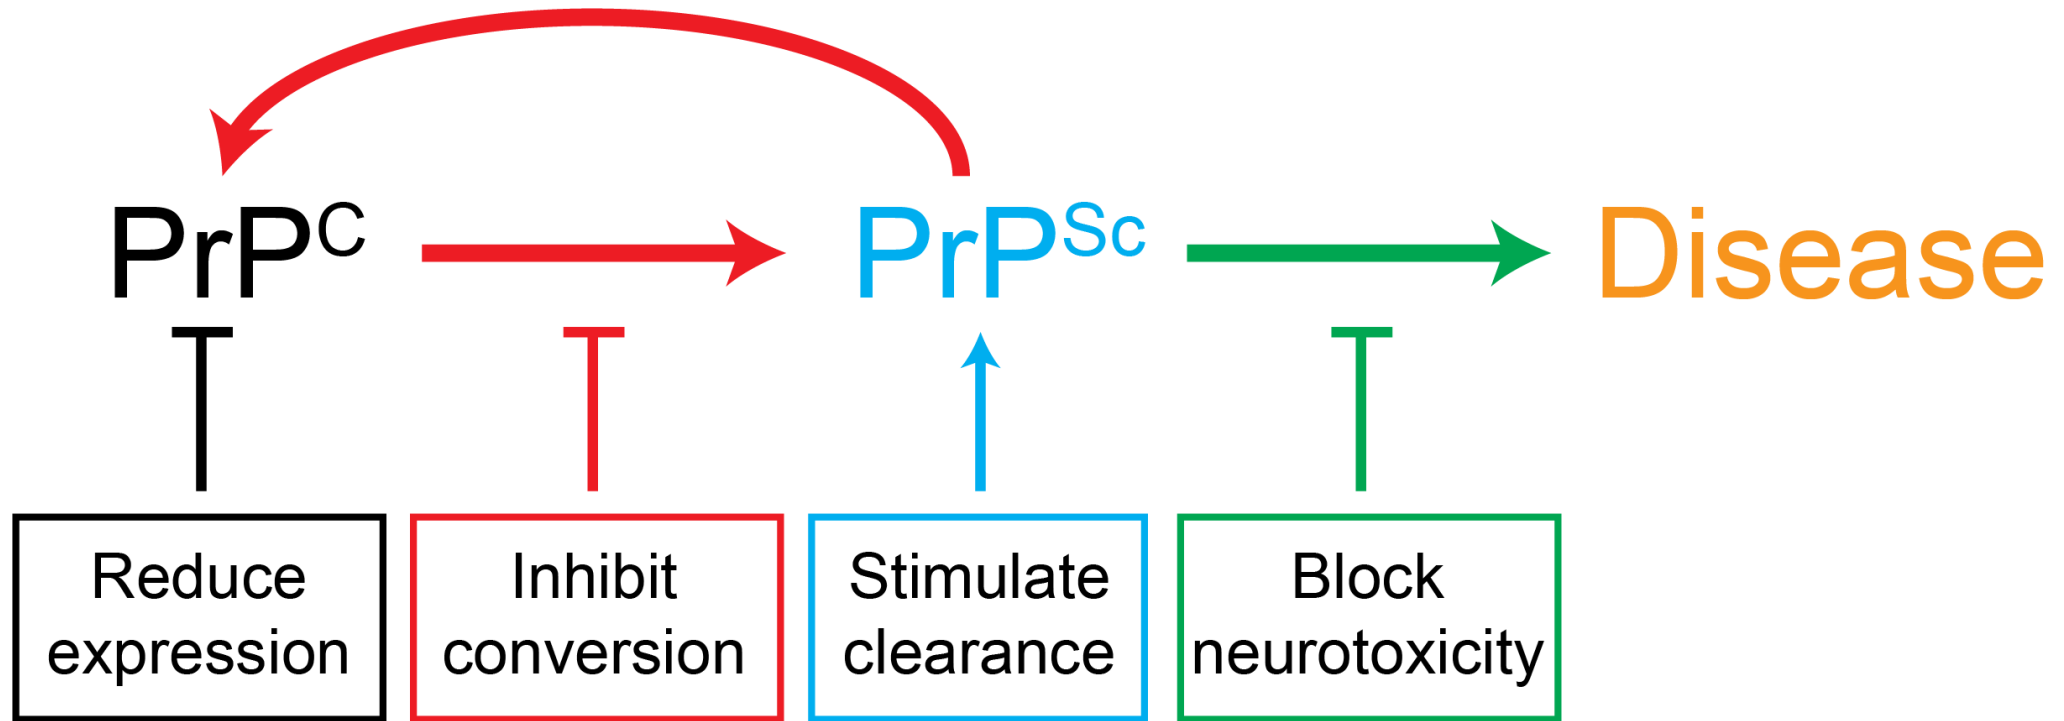 PrP^C PrP^Sc Disease
Reduce expression
Inhibit conversion
Stimulate clearance
Block neurotoxicity